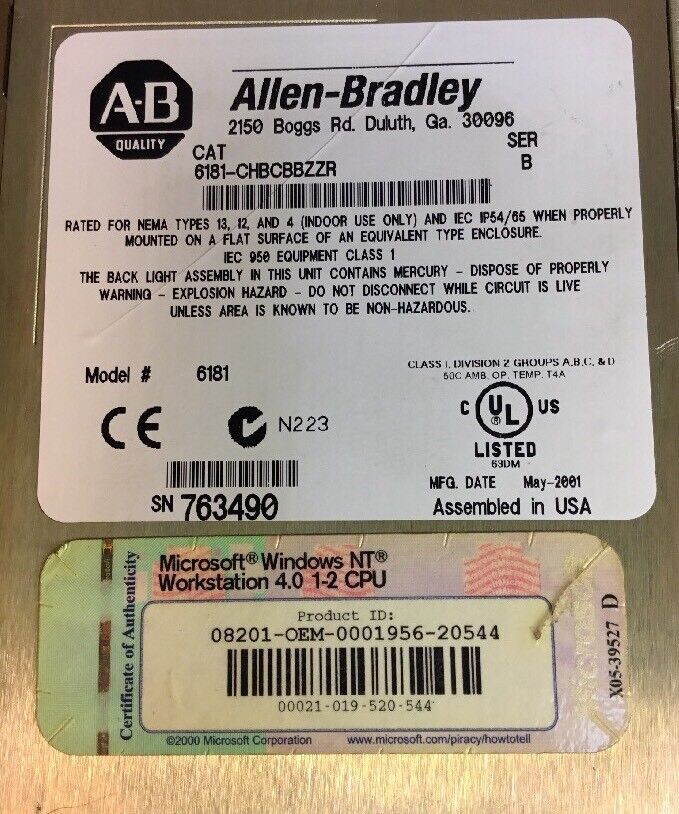 A-B
QUALITY
Allen-Bradley
2150 Boggs Rd. Duluth, Ga. 30096
CAT
6181-CHBCBBZZR
SER
B
RATED FOR NEMA TYPES 13, 12, AND 4 (INDOOR USE ONLY) AND IEC IP54/65 WHEN PROPERLY
MOUNTED ON A FLAT SURFACE OF AN EQUIVALENT TYPE ENCLOSURE.
IEC 950 EQUIPMENT CLASS 1
THE BACK LIGHT ASSEMBLY IN THIS UNIT CONTAINS MERCURY - DISPOSE OF PROPERLY
WARNING - EXPLOSION HAZARD - DO NOT DISCONNECT WHILE CIRCUIT IS LIVE
UNLESS AREA IS KNOWN TO BE NON-HAZARDOUS.
Model # 6181
CLASS I, DIVISION 2 GROUPS A,B,C, & D
50C AMB. OP. TEMP. T4A
CE
N223
C UL US
®
LISTED
69DM
MFG. DATE May-2001
SN 763490
Assembled in USA
Certificate of Authenticity
Microsoft® Windows NT®
Workstation 4.0 1-2 CPU
Product ID:
08201-OEM-0001956-20544
00021-019-520-544
©2000 Microsoft Corporation www.microsoft.com/piracy/howtotell
X05-39527 D